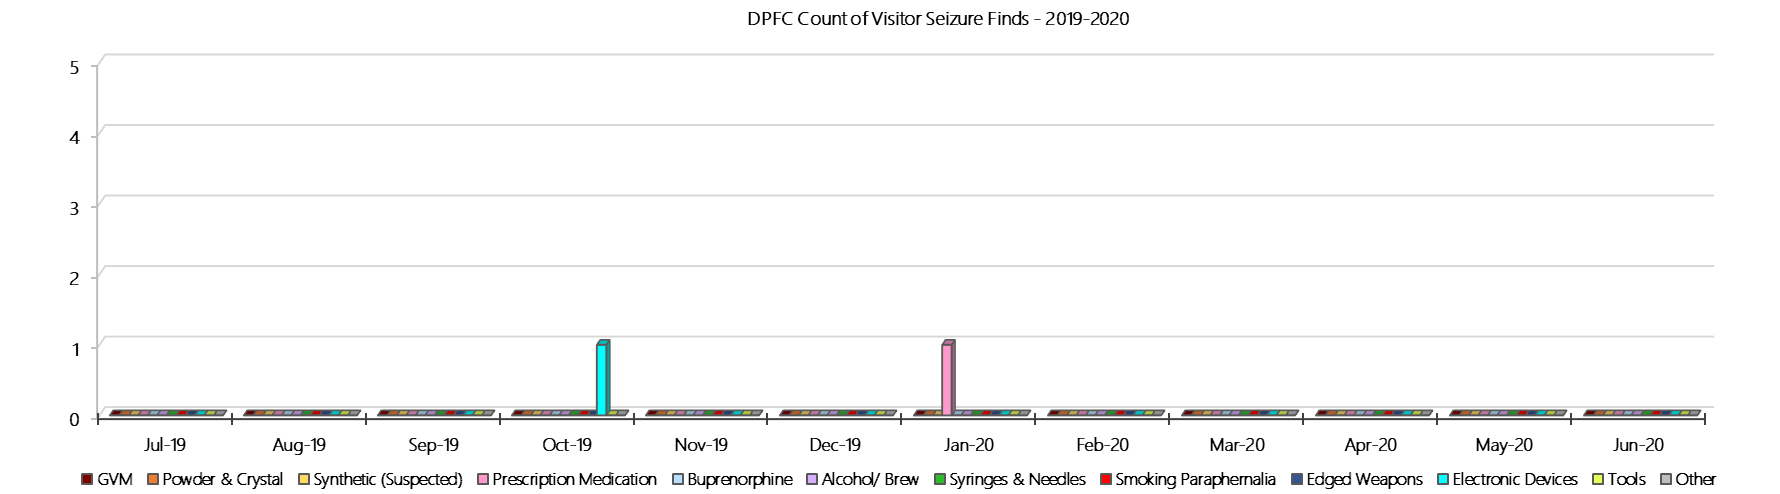 DPFC Count of Visitor Seizure Finds - 2019-2020
5
4
3
2
1
0
Jul-19 Aug-19 Sep-19 Oct-19 Nov-19 Dec-19 Jan-20 Feb-20 Mar-20 Apr-20 May-20 Jun-20
GVM Powder & Crystal Synthetic (Suspected) Prescription Medication Buprenorphine Alcohol/ Brew Syringes & Needles Smoking Paraphernalia Edged Weapons Electronic Devices Tools Other